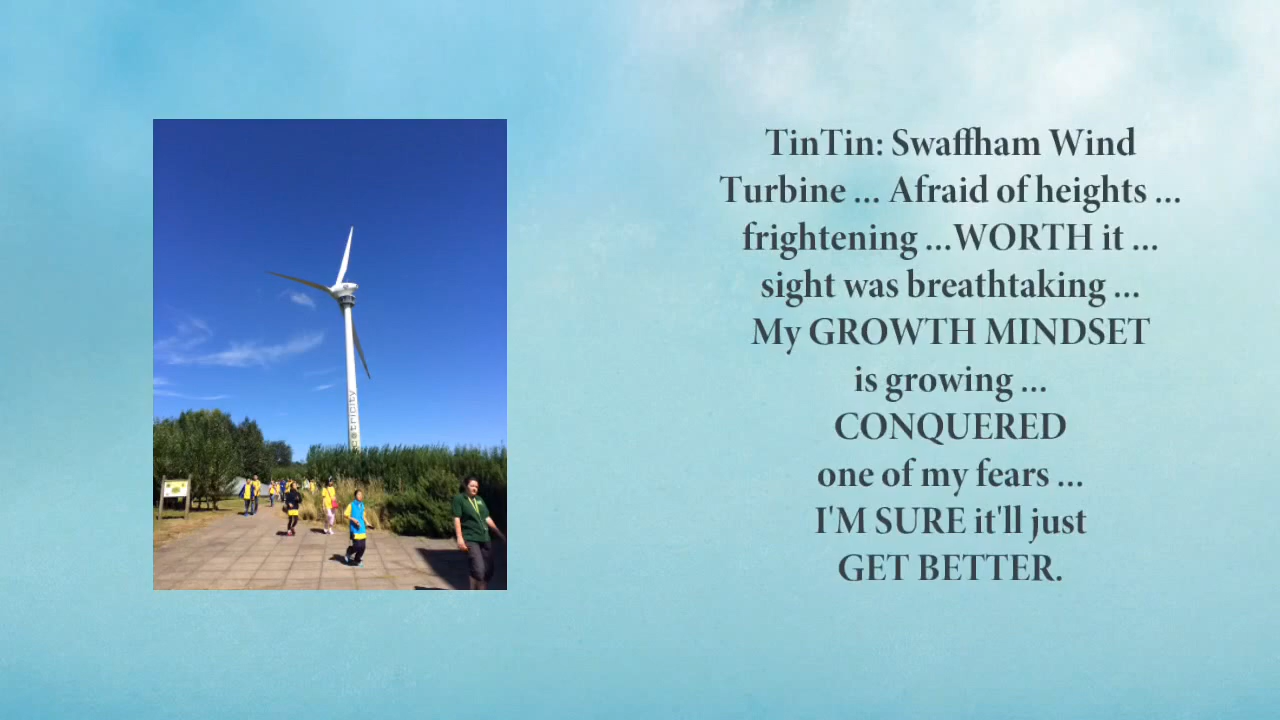 TinTin: Swaffham Wind
Turbine ... Afraid of heights ...
frightening ...WORTH it ...
sight was breathtaking ...
My GROWTH MINDSET
is growing ...
CONQUERED
one of my fears ...
I'M SURE it'll just
GET BETTER.